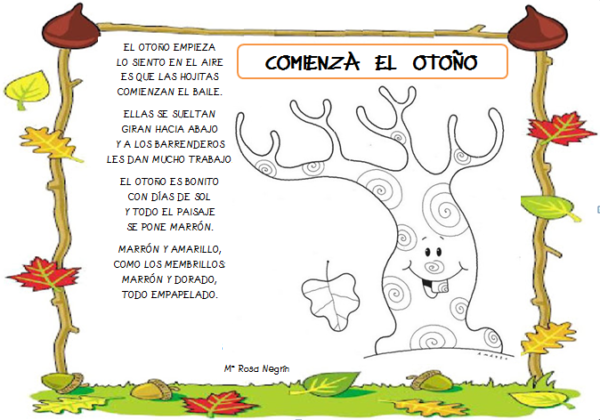 COMIENZA EL OTOÑO
EL OTOÑO EMPIEZA
LO SIENTO EN EL AIRE
ES QUE LAS HOJITAS
COMIENZAN EL BAILE.
ELLAS SE SUELTAN
GIRAN HACIA ABAJO
Y A LOS BARRENDEROS
LES DAN MUCHO TRABAJO
EL OTOÑO ES BONITO
CON DÍAS DE SOL
Y TODO EL PAISAJE
SE PONE MARRÓN.
MARRÓN Y AMARILLO,
COMO LOS MEMBRILLOS:
MARRÓN Y DORADO,
TODO EMPAPELADO.
Mª Rosa Negrín